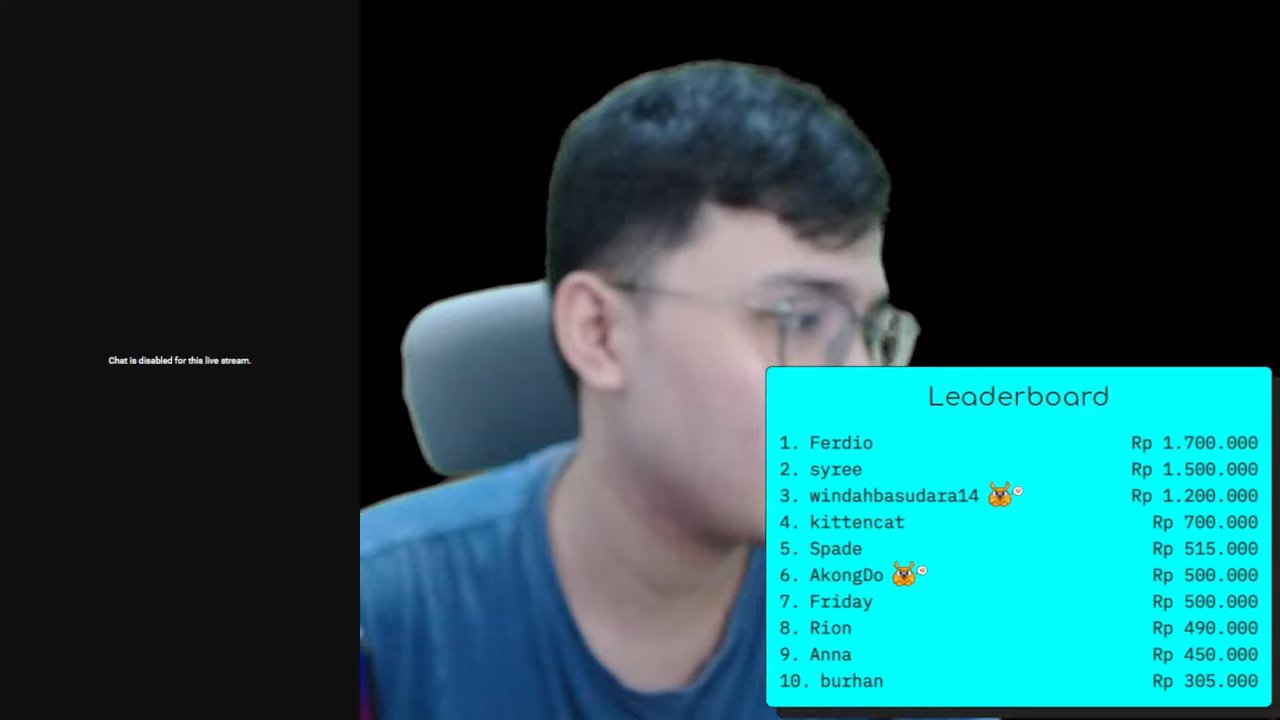 Chat is disabled for this live stream.
Leaderboard
1. Ferdio Rp 1.700.000
2. syree Rp 1.500.000
3. windahbasudara14 Rp 1.200.000
4. kittencat Rp 700.000
5. Spade Rp 515.000
6. AkongDo Rp 500.000
7. Friday Rp 500.000
8. Rion Rp 490.000
9. Anna Rp 450.000
10. burhan Rp 305.000